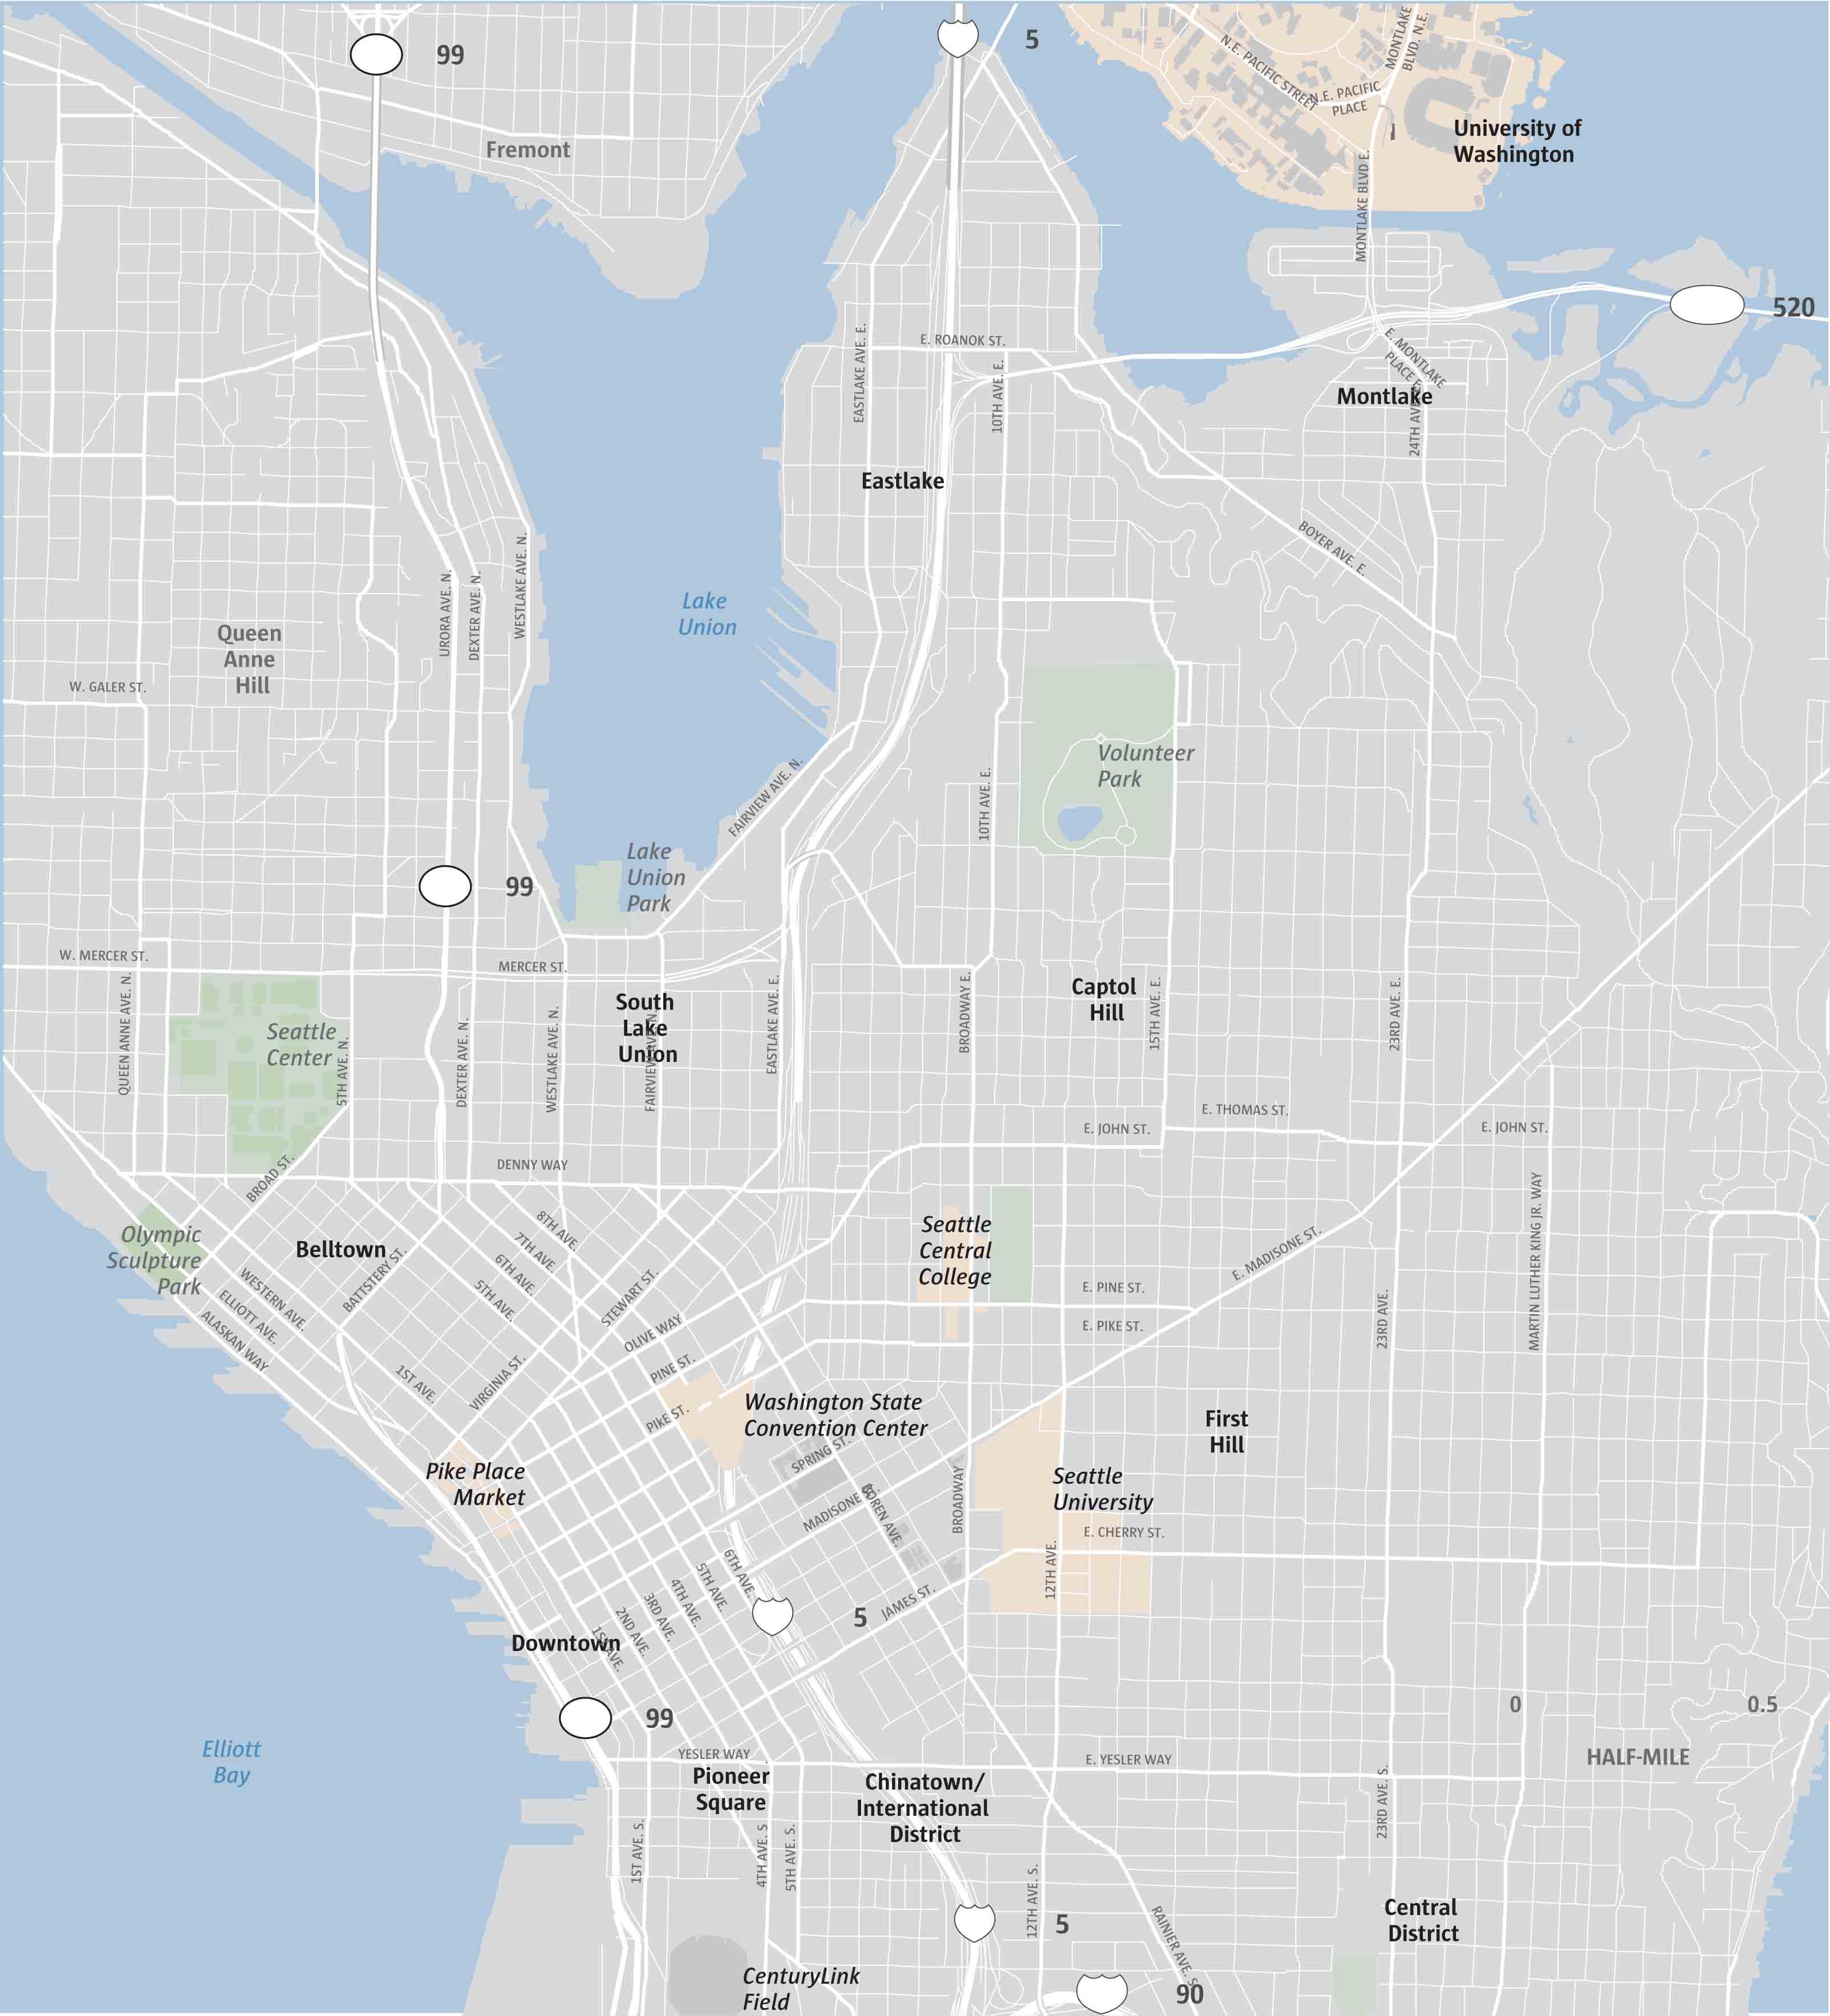 99
5
N.E. PACIFIC STREET
N.E. PACIFIC
PLACE
MONTLAKE
BLVD. N.E.
University of
Washington
Fremont
MONTLAKE BLVD E.
520
E. ROANOK ST.
EASTLAKE AVE. E.
10TH AVE. E.
E. MONTLAKE
PLACE E.
Montlake
24TH AVE. E.
Eastlake
BOYER AVE. E.
Lake
Union
URORA AVE. N.
DEXTER AVE. N.
WESTLAKE AVE. N.
Queen
Anne
Hill
W. GALER ST.
Volunteer
Park
FAIRVIEW AVE. N.
10TH AVE. E.
Lake
Union
Park
99
W. MERCER ST.
MERCER ST.
QUEEN ANNE AVE. N.
Seattle
Center
5TH AVE. N.
DEXTER AVE. N.
WESTLAKE AVE. N.
South
Lake
Union
FAIRVIEW AVE. N.
EASTLAKE AVE. E.
BROADWAY E.
Captol
Hill
15TH AVE. E.
23RD AVE. E.
E. THOMAS ST.
E. JOHN ST.
E. JOHN ST.
DENNY WAY
BROAD ST.
Olympic
Sculpture
Park
Belltown
BATTSTERY ST.
WESTERN AVE.
ELLIOTT AVE.
ALASKAN WAY
8TH AVE.
7TH AVE.
6TH AVE.
5TH AVE.
STEWART ST.
OLIVE WAY
PINE ST.
PIKE ST.
1ST AVE.
VIRGINIA ST.
Seattle
Central
College
E. PINE ST.
E. PIKE ST.
E. MADISONE ST.
23RD AVE.
MARTIN LUTHER KING JR. WAY
Washington State
Convention Center
SPRING ST.
MADISONE ST.
BOREN AVE.
BROADWAY
First
Hill
Seattle
University
E. CHERRY ST.
12TH AVE.
Pike Place
Market
6TH AVE.
5TH AVE.
4TH AVE.
3RD AVE.
2ND AVE.
1ST AVE.
5
JAMES ST.
Downtown
99
0
0.5
HALF-MILE
Elliott
Bay
YESLER WAY
E. YESLER WAY
Pioneer
Square
Chinatown/
International
District
1ST AVE. S.
4TH AVE. S
5TH AVE. S.
12TH AVE. S.
23RD AVE. S.
5
RAINIER AVE. S.
Central
District
CenturyLink
Field
90